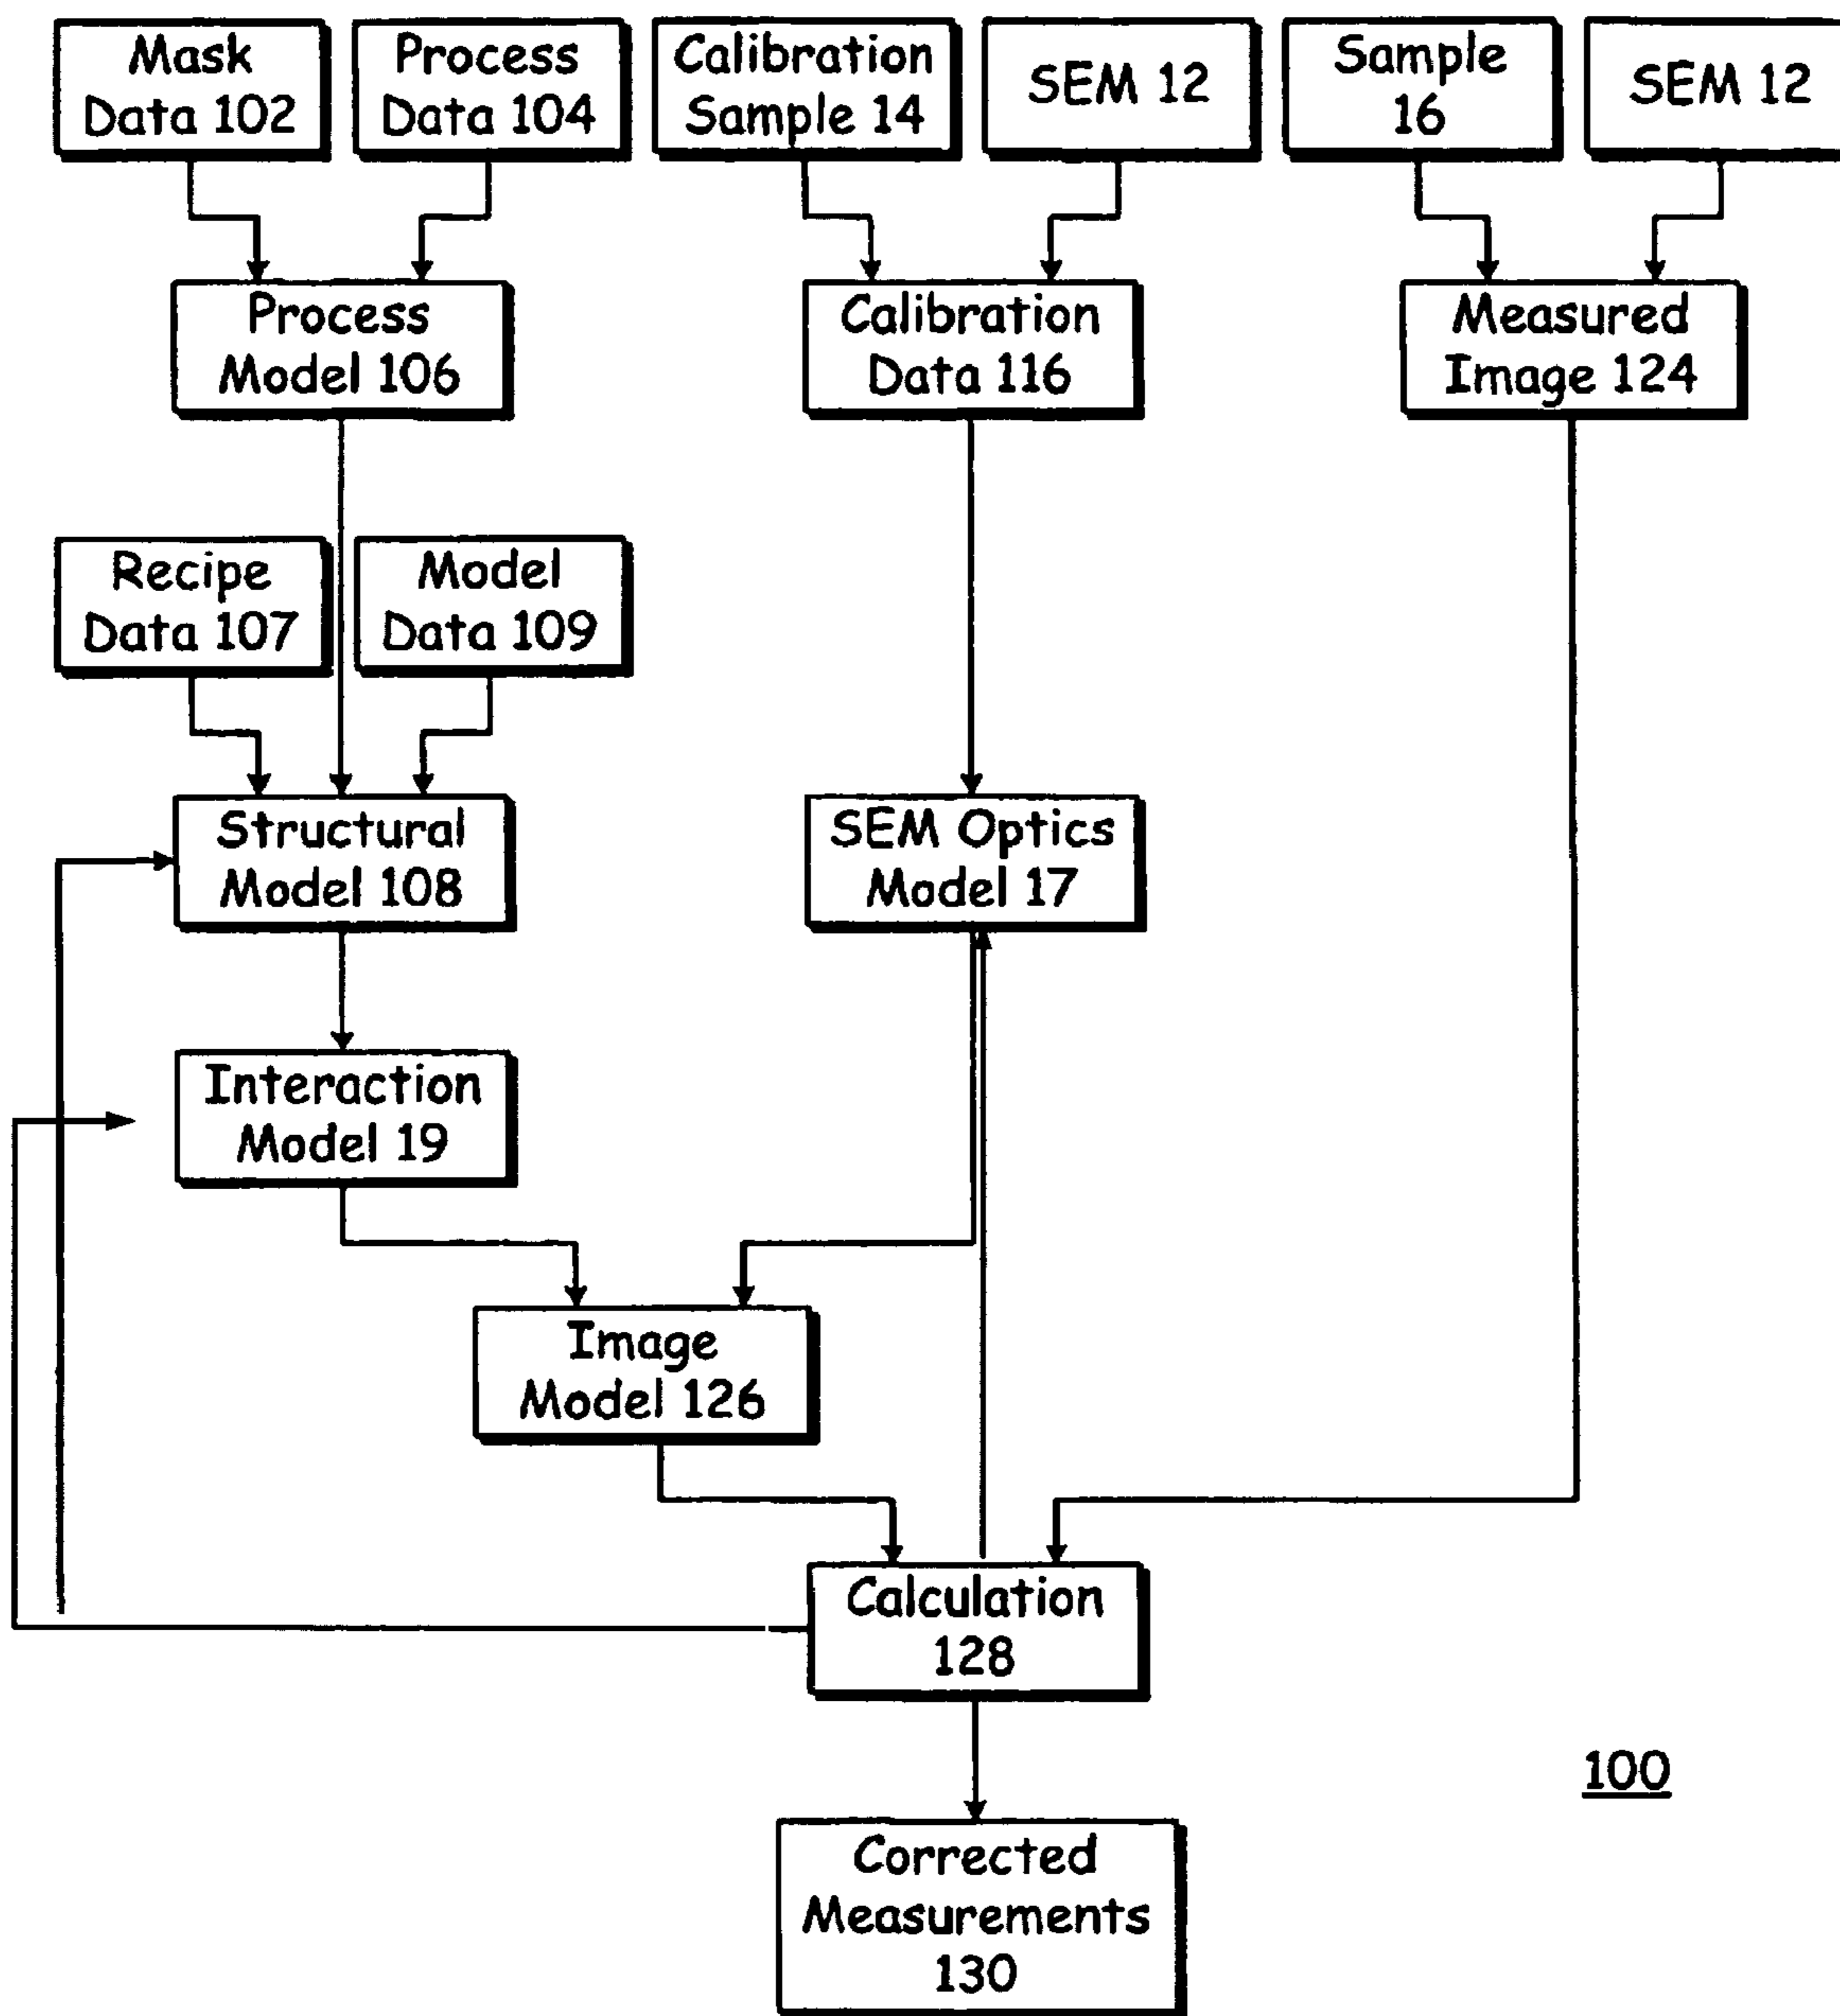 Mask
Data 102
Process
Data 104
Calibration
Sample 14
SEM 12
Sample
16
SEM 12
Process
Model 106
Calibration
Data 116
Measured
Image 124
Recipe
Data 107
Model
Data 109
Structural
Model 108
SEM Optics
Model 17
Interaction
Model 19
Image
Model 126
Calculation
128
100
Corrected
Measurements
130